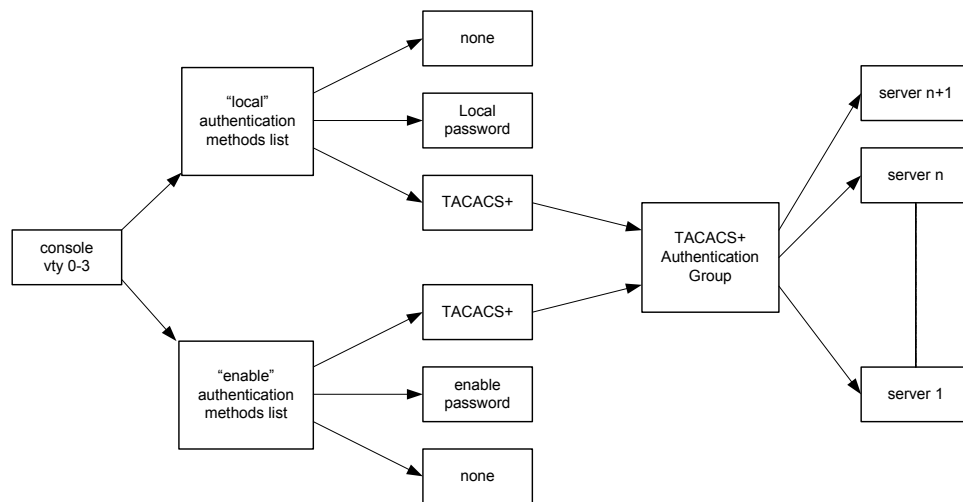 none
“local”
authentication
methods list
Local
password
TACACS+
console
vty 0-3
TACACS+
“enable”
authentication
methods list
enable
password
none
TACACS+
Authentication
Group
server n+1
server n
server 1